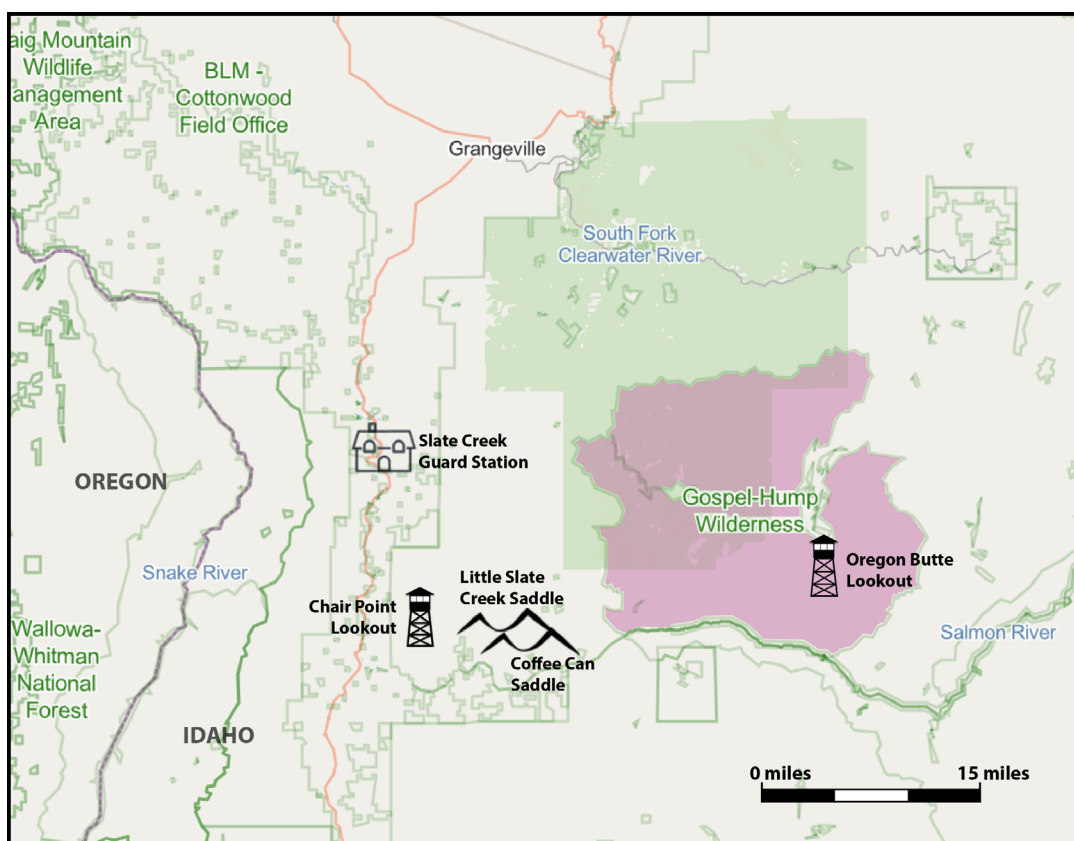 aig Mountain
Wildlife
anagement
Area
BLM -
Cottonwood
Field Office
Grangeville
South Fork
Clearwater River
Slate Creek
Guard Station
OREGON
Gospel-Hump
Wilderness
Oregon Butte
Lookout
Snake River
Little Slate
Creek Saddle
Chair Point
Lookout
Coffee Can
Saddle
Salmon River
Wallowa-
Whitman
National
Forest
IDAHO
0 miles
15 miles